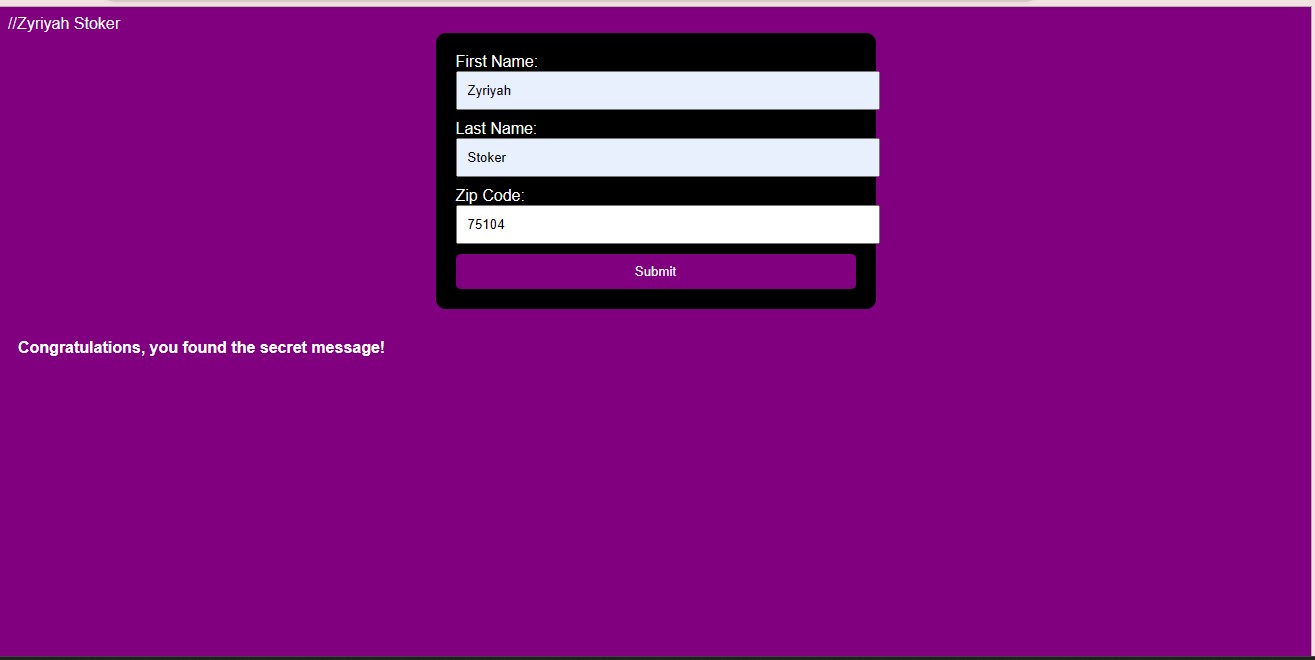 //Zyriyah Stoker
First Name:
Zyriyah
Last Name:
Stoker
Zip Code:
75104
Submit
Congratulations, you found the secret message!